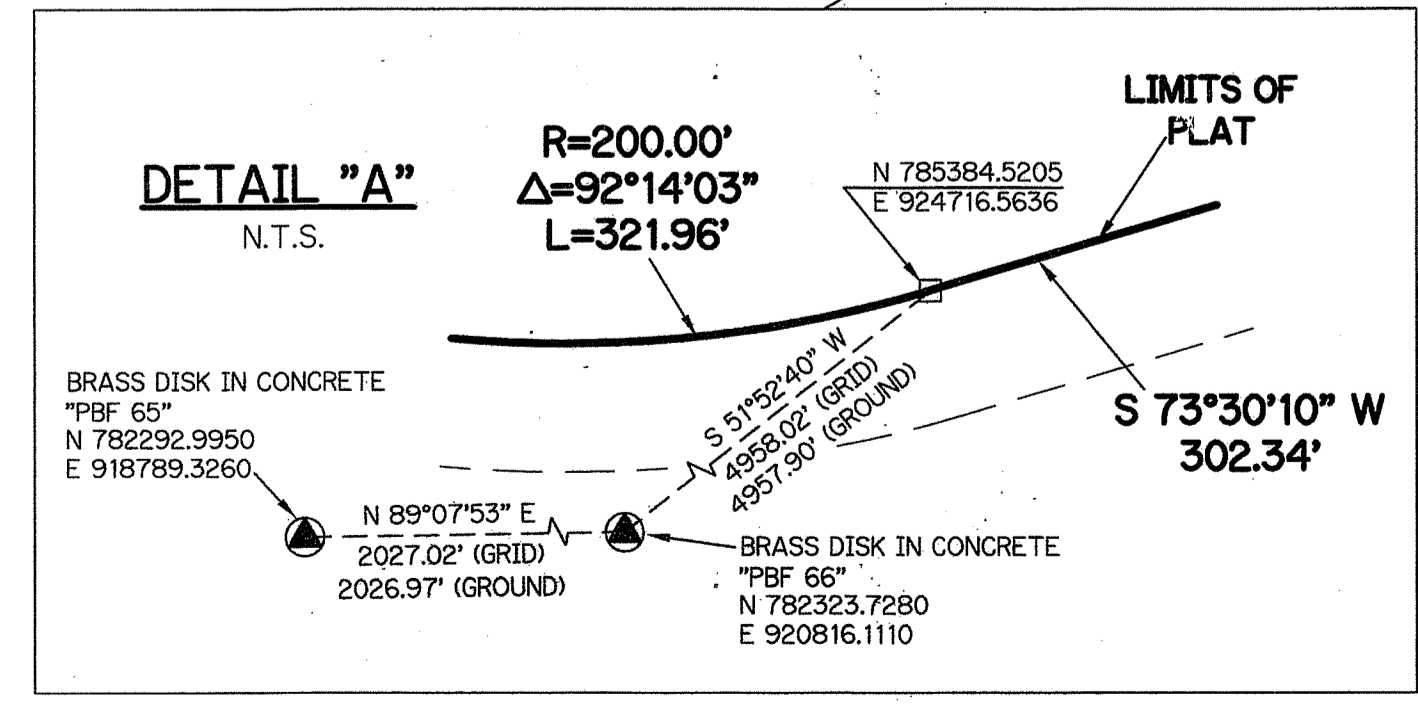 DETAIL "A"
N.T.S.
R=200.00'
Δ=92°14'03"
L=321.96'
LIMITS OF
PLAT
N 785384.5205
E 924716.5636
S 73°30'10" W
302.34'
S 51°52'40" W
4958.02' (GRID)
4957.90' (GROUND)
BRASS DISK IN CONCRETE
"PBF 65"
N 782292.9950
E 918789.3260
N 89°07'53" E
2027.02' (GRID)
2026.97' (GROUND)
BRASS DISK IN CONCRETE
"PBF 66"
N 782323.7280
E 920816.1110